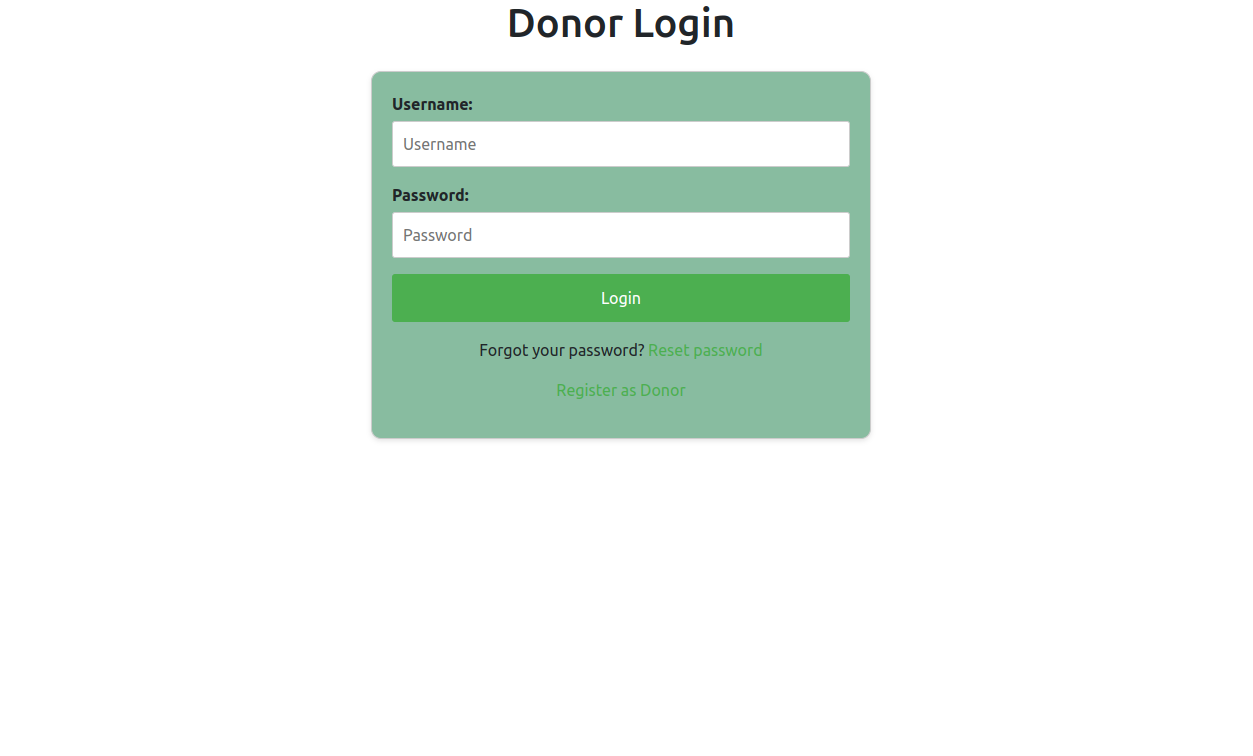 Donor Login
Username:
Username
Password:
Password
Login
Forgot your password? Reset password
Register as Donor